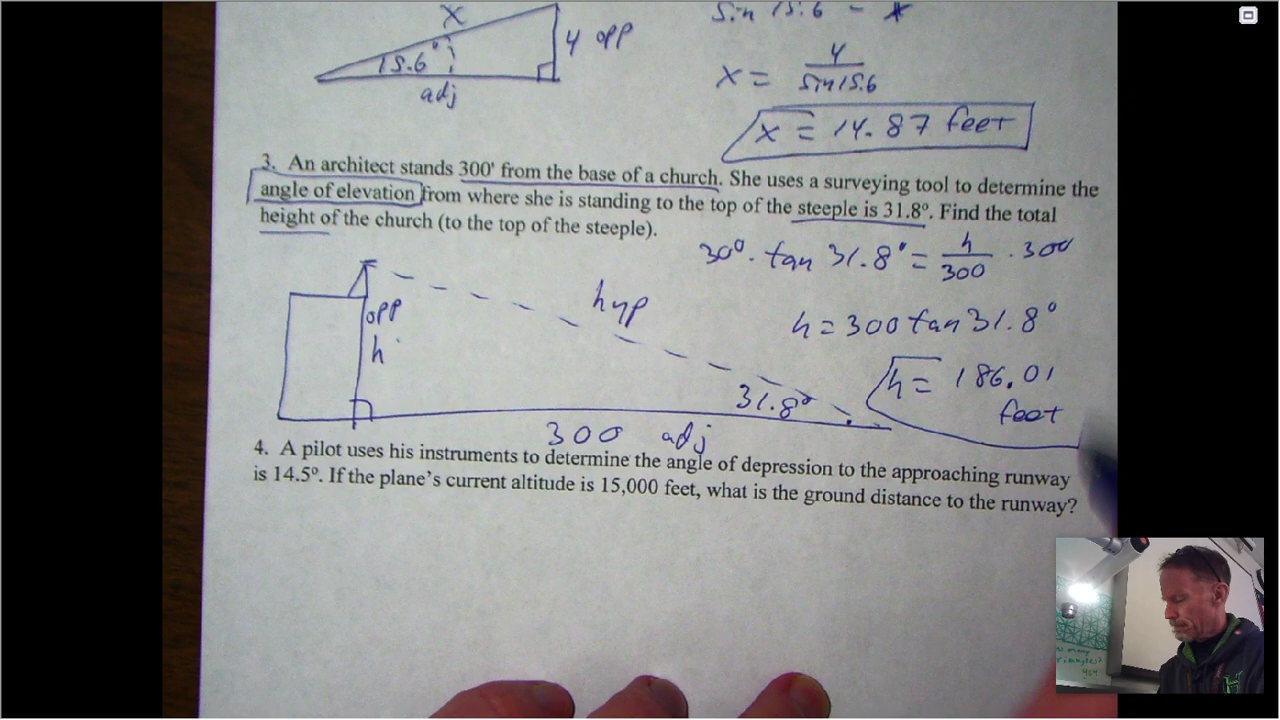 x
sin 15.6 =
15.6°
4 opp
adj
x = 4 / sin15.6
x = 14.87 feet
3. An architect stands 300' from the base of a church. She uses a surveying tool to determine the
angle of elevation from where she is standing to the top of the steeple is 31.8º. Find the total
height of the church (to the top of the steeple).
300. tan 31.8° = h/300 . 300
hyp
opp
h
h = 300 tan 31.8°
h = 186.01
feet
31.8°
300 adj
4. A pilot uses his instruments to determine the angle of depression to the approaching runway
is 14.5º. If the plane's current altitude is 15,000 feet, what is the ground distance to the runway?